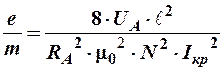 e/m = (8 · U_A · ℓ²) / (R_A² · μ₀² · N² · I_кр²)